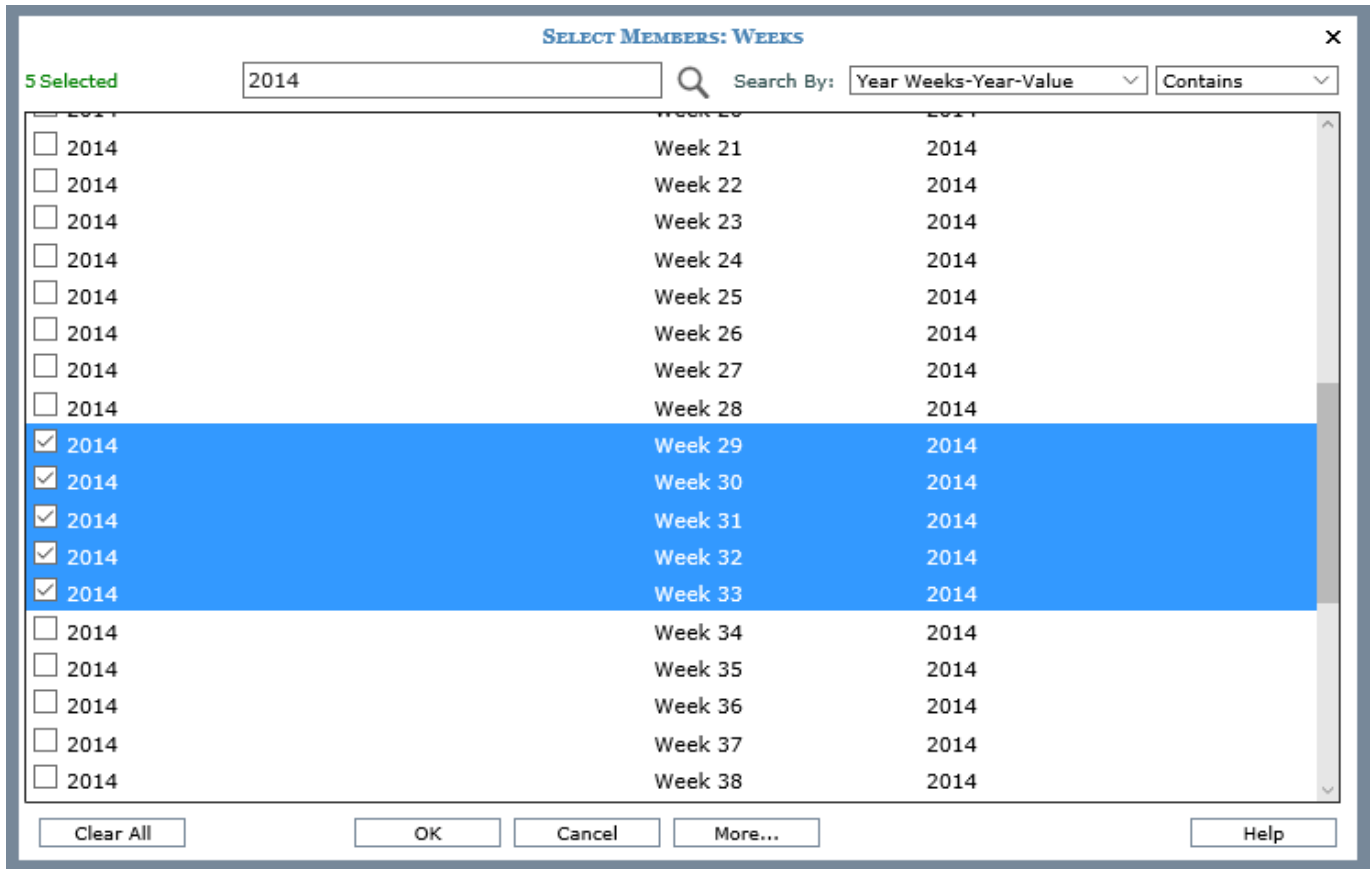 SELECT MEMBERS: WEEKS ×
5 Selected 2014 Search By: Year Weeks-Year-Value Contains
2014 Week 20 2014
2014 Week 21 2014
2014 Week 22 2014
2014 Week 23 2014
2014 Week 24 2014
2014 Week 25 2014
2014 Week 26 2014
2014 Week 27 2014
2014 Week 28 2014
2014 Week 29 2014
2014 Week 30 2014
2014 Week 31 2014
2014 Week 32 2014
2014 Week 33 2014
2014 Week 34 2014
2014 Week 35 2014
2014 Week 36 2014
2014 Week 37 2014
2014 Week 38 2014
Clear All OK Cancel More... Help